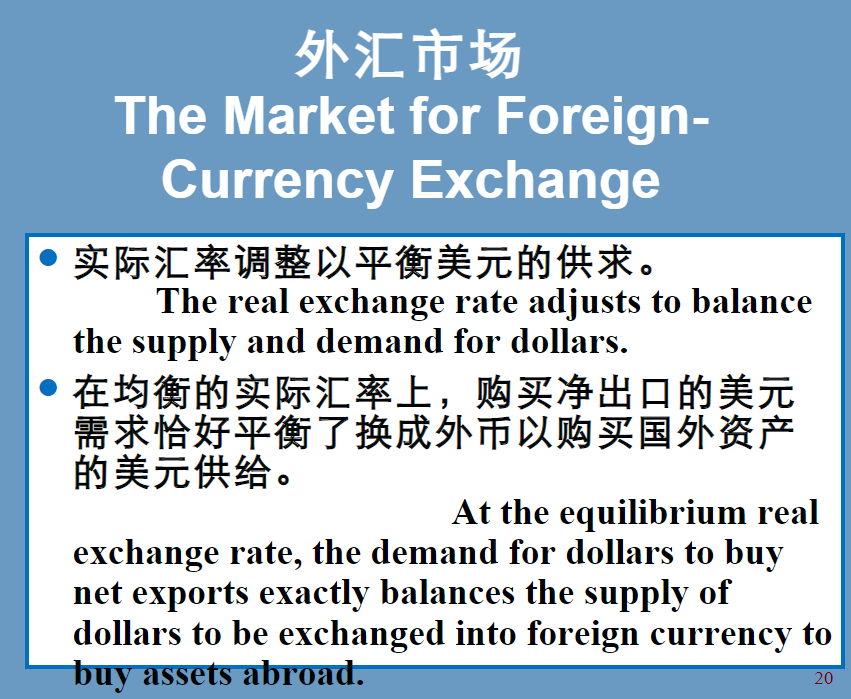 外汇市场
The Market for Foreign-
Currency Exchange
实际汇率调整以平衡美元的供求。
The real exchange rate adjusts to balance
the supply and demand for dollars.
在均衡的实际汇率上，购买净出口的美元
需求恰好平衡了换成外币以购买国外资产
的美元供给。
At the equilibrium real
exchange rate, the demand for dollars to buy
net exports exactly balances the supply of
dollars to be exchanged into foreign currency to
buy assets abroad.
20